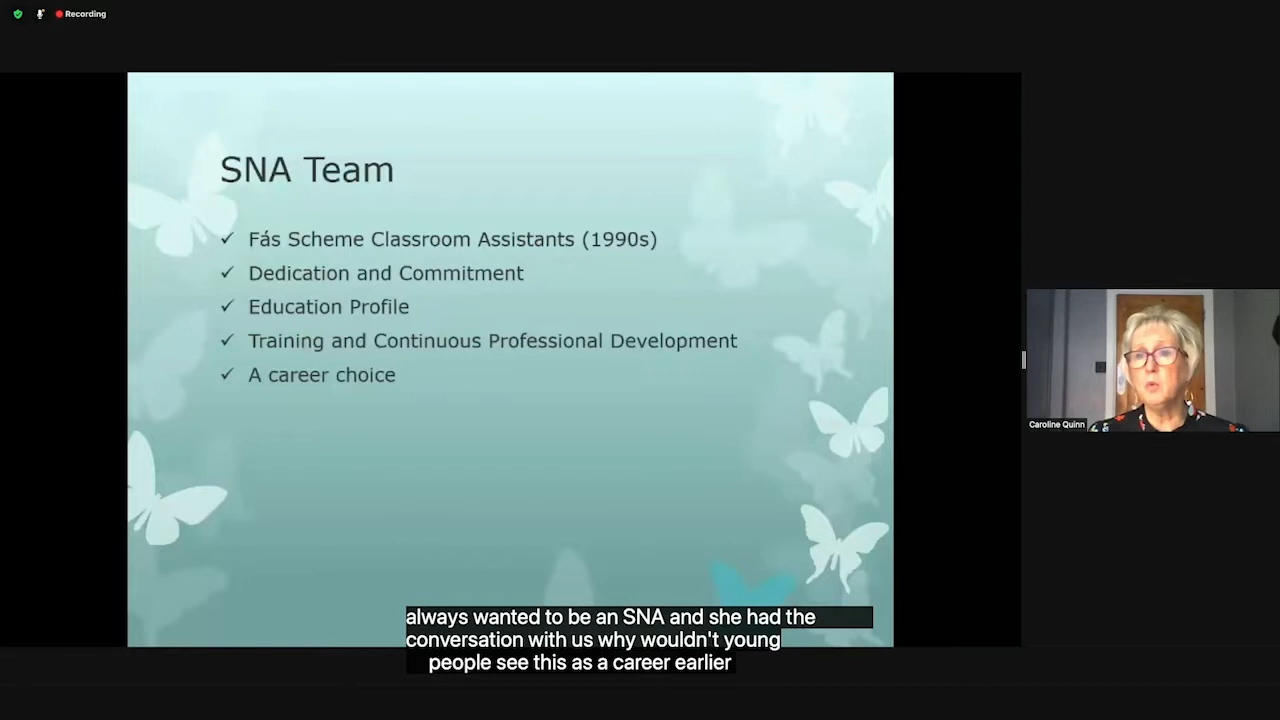 Recording
SNA Team
✓ Fás Scheme Classroom Assistants (1990s)
✓ Dedication and Commitment
✓ Education Profile
✓ Training and Continuous Professional Development
✓ A career choice
Caroline Quinn
always wanted to be an SNA and she had the
conversation with us why wouldn't young
people see this as a career earlier